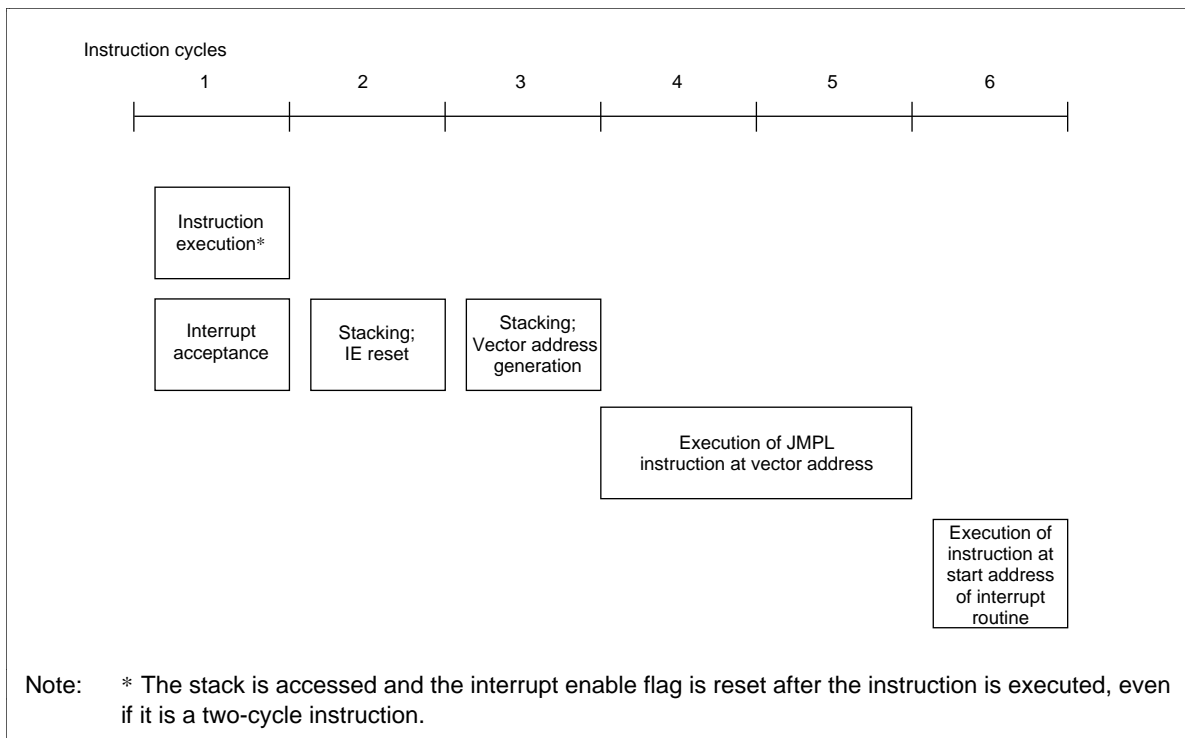 Instruction cycles
1 2 3 4 5 6
Instruction
execution*
Interrupt
acceptance
Stacking;
IE reset
Stacking;
Vector address
generation
Execution of JMPL
instruction at vector address
Execution of
instruction at
start address
of interrupt
routine
Note: * The stack is accessed and the interrupt enable flag is reset after the instruction is executed, even
if it is a two-cycle instruction.